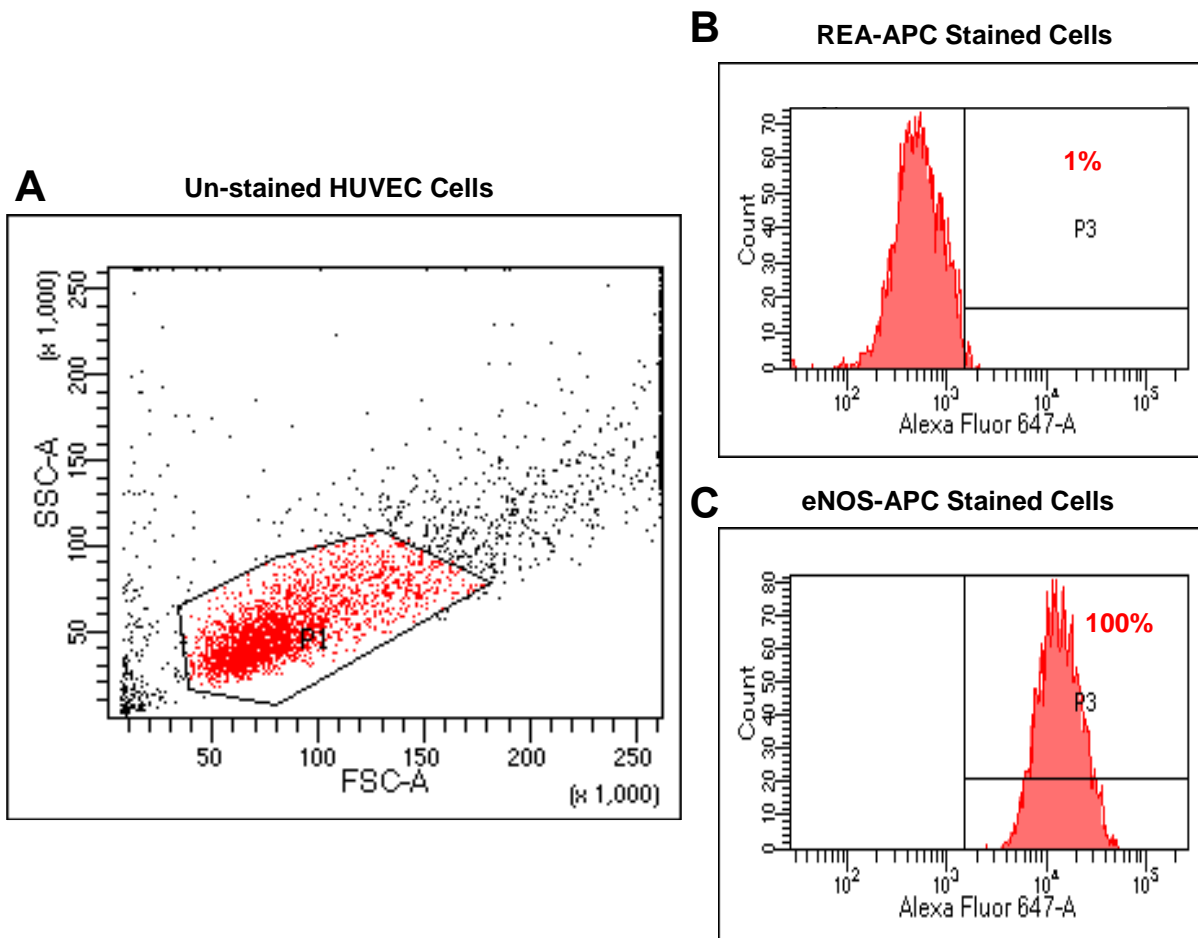 A
Un-stained HUVEC Cells
SSC-A
(x 1,000)
250
200
150
100
50
P1
50 100 150 200 250
FSC-A
(x 1,000)
B
REA-APC Stained Cells
Count
70
60
50
40
30
20
10
0
1%
P3
10² 10³ 10⁴ 10⁵
Alexa Fluor 647-A
C
eNOS-APC Stained Cells
Count
80
70
60
50
40
30
20
10
0
100%
P3
10² 10³ 10⁴ 10⁵
Alexa Fluor 647-A